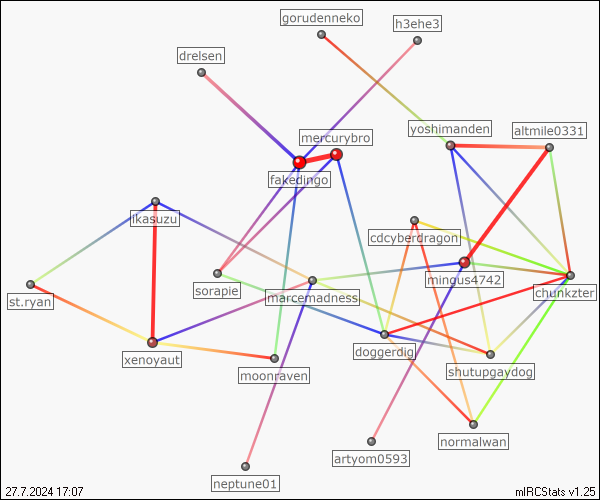 gorudenneko
h3ehe3
drelsen
mercurybro
yoshimanden
altmile0331
fakedingo
ikasuzu
cdcyberdragon
sorapie
marcemadness
mingus4742
chunkzter
st.ryan
xenoyaut
doggerdig
moonraven
shutupgaydog
normalwan
artyom0593
neptune01
27.7.2024 17:07
mIRCStats v1.25